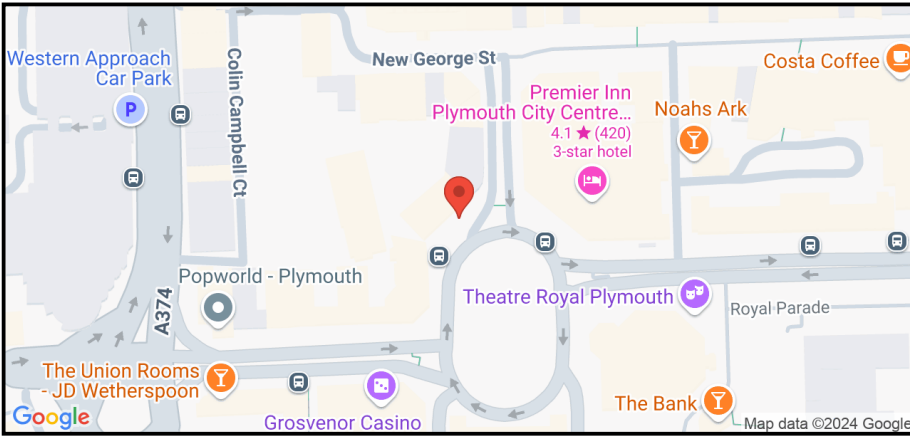 New George St
Western Approach
Car Park
P
Costa Coffee
Colin Campbell Ct
Premier Inn
Plymouth City Centre...
4.1 ★ (420)
3-star hotel
Noahs Ark
Popworld - Plymouth
A374
Theatre Royal Plymouth
Royal Parade
The Union Rooms
- JD Wetherspoon
Grosvenor Casino
The Bank
Google
Map data ©2024 Google